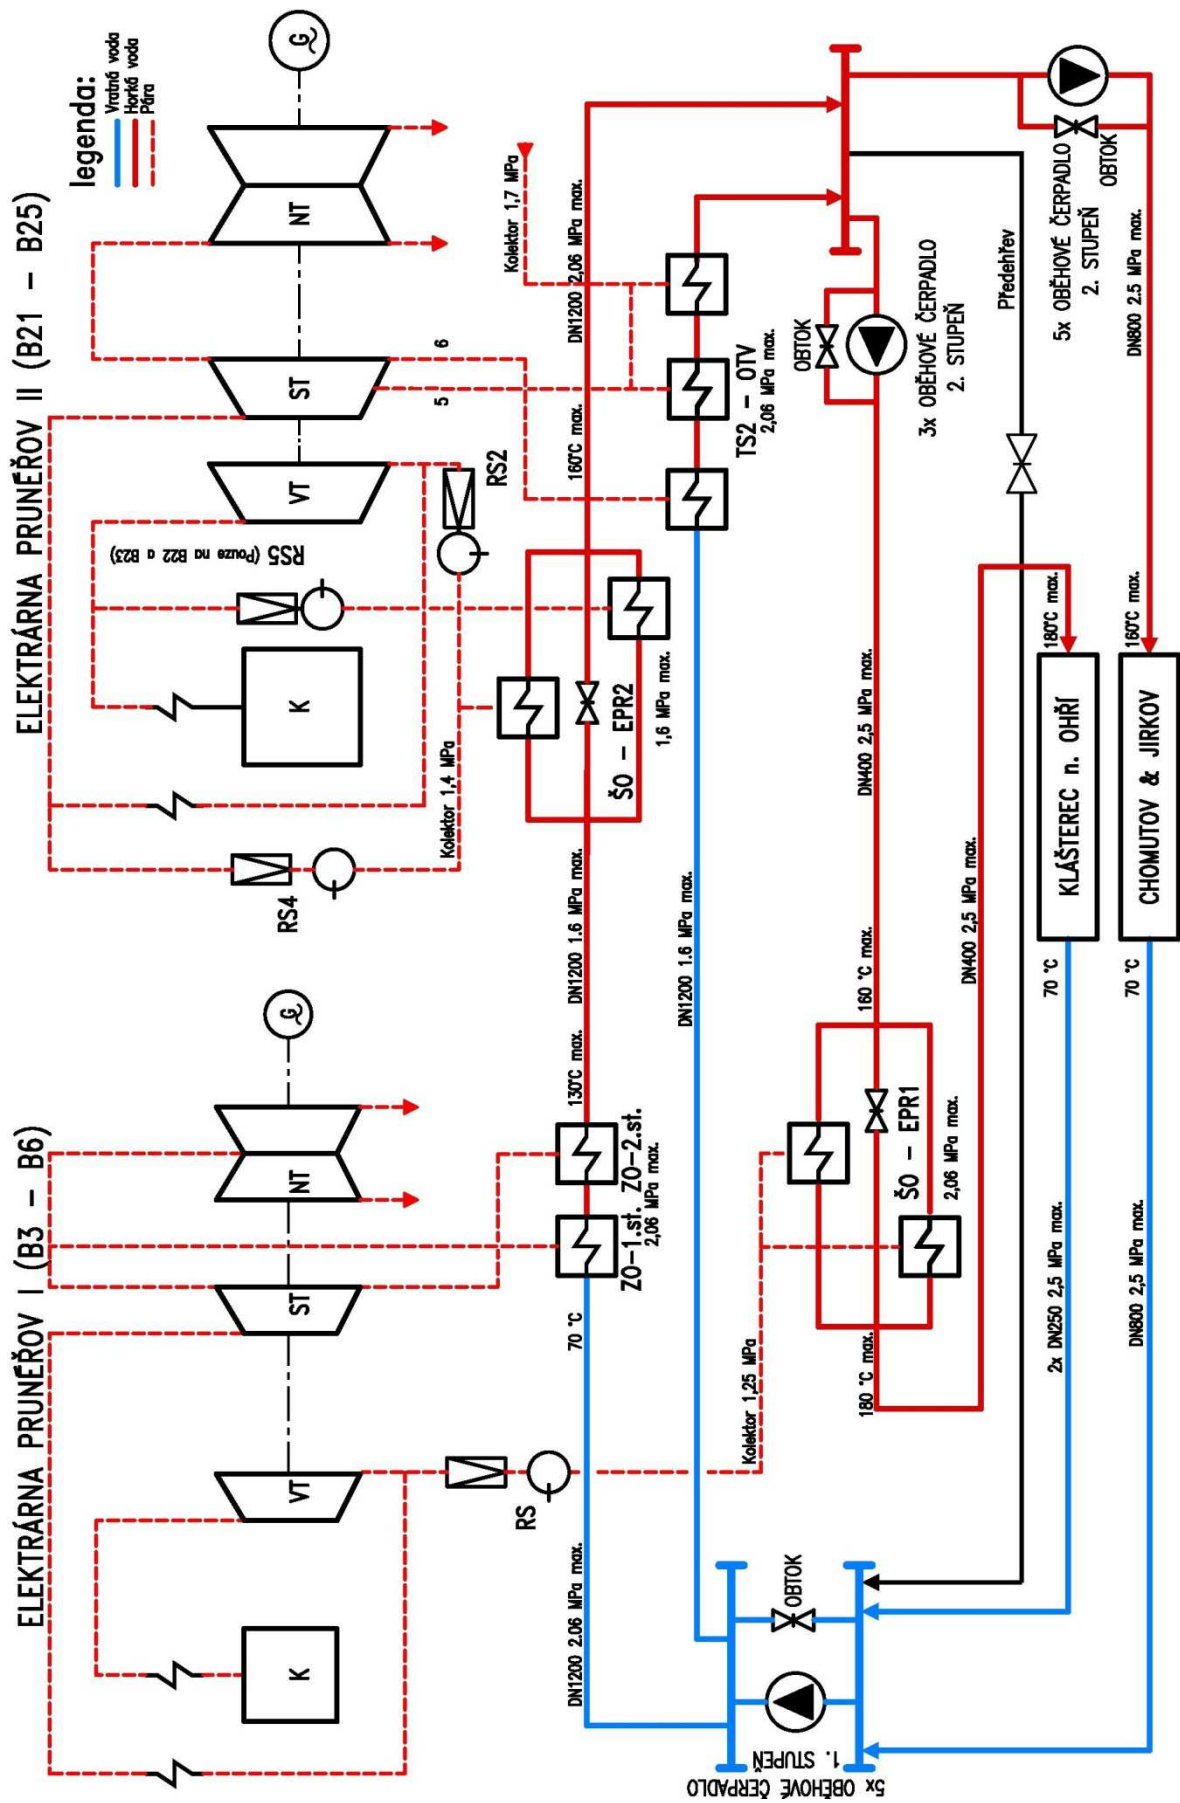 ELEKTRÁRNA PRUNÉŘOV I (B3 - B6)
ELEKTRÁRNA PRUNÉŘOV II (B21 - B25)
legenda:
Vratná voda
Horká voda
Pára
K
VT
ST
NT
G
K
VT
ST
NT
G
RS4
RS5 (Pouze na B22 a B23)
RS2
5
6
Kolektor 1,4 MPa
Kolektor 1,7 MPa
RS
DN1200 2.06 MPa max.
70 °C
ZO-1.st.
ZO-2.st.
2,06 MPa max.
130°C max.
DN1200 1.6 MPa max.
ŠO - EPR2
1,6 MPa max.
160°C max.
DN1200 2,06 MPa max.
DN1200 1.6 MPa max.
TS2 - OTV
2,06 MPa max.
Kolektor 1,25 MPa
180 °C max.
ŠO - EPR1
2,06 MPa max.
160 °C max.
DN400 2,5 MPa max.
OBTOK
3x OBĚHOVÉ ČERPADLO
2. STUPEŇ
5x OBĚHOVÉ ČERPADLO
1. STUPEŇ
OBTOK
DN400 2,5 MPa max.
Předehřev
5x OBĚHOVÉ ČERPADLO
2. STUPEŇ
OBTOK
2x DN250 2,5 MPa max.
70 °C
KLÁŠTEREC n. OHŘÍ
180°C max.
DN800 2,5 MPa max.
70 °C
CHOMUTOV & JIRKOV
160°C max.
DN800 2.5 MPa max.